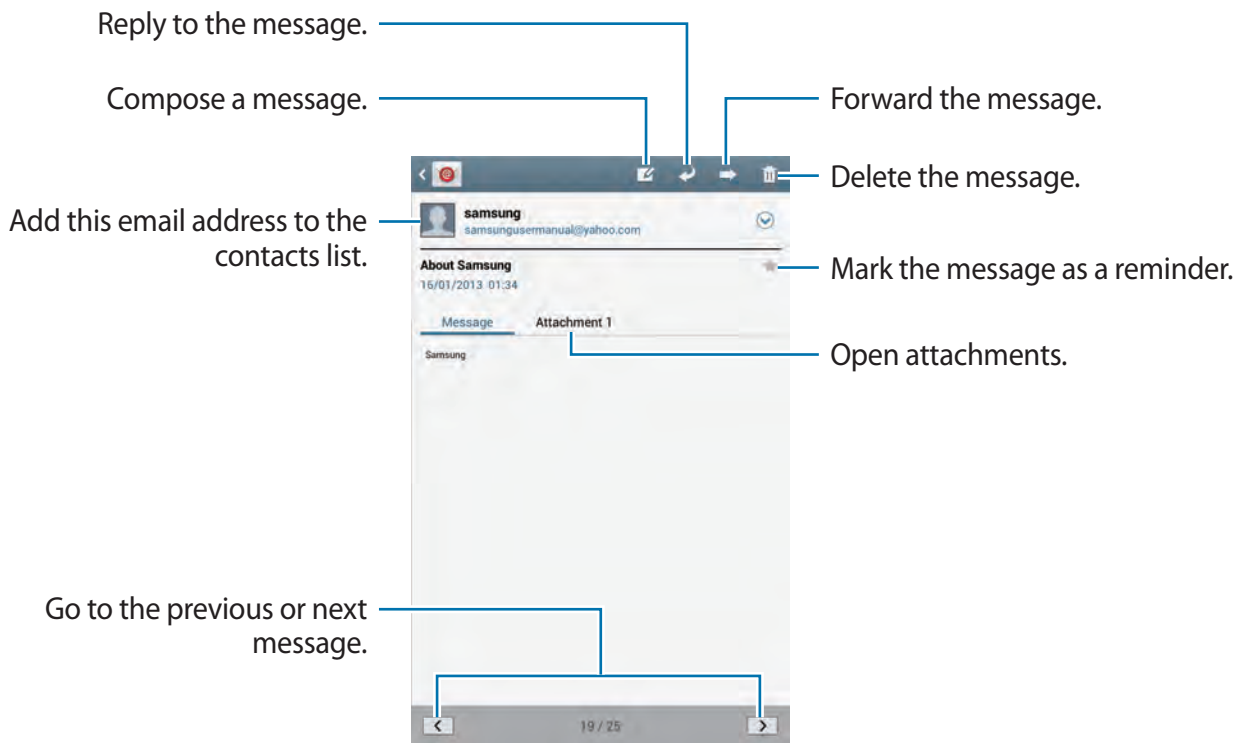 Reply to the message.
Compose a message.
Forward the message.
Delete the message.
samsung
samsungusermanual@yahoo.com
Add this email address to the
contacts list.
About Samsung
16/01/2013 01:34
Mark the message as a reminder.
Message Attachment 1
Samsung
Open attachments.
Go to the previous or next
message.
19 / 25